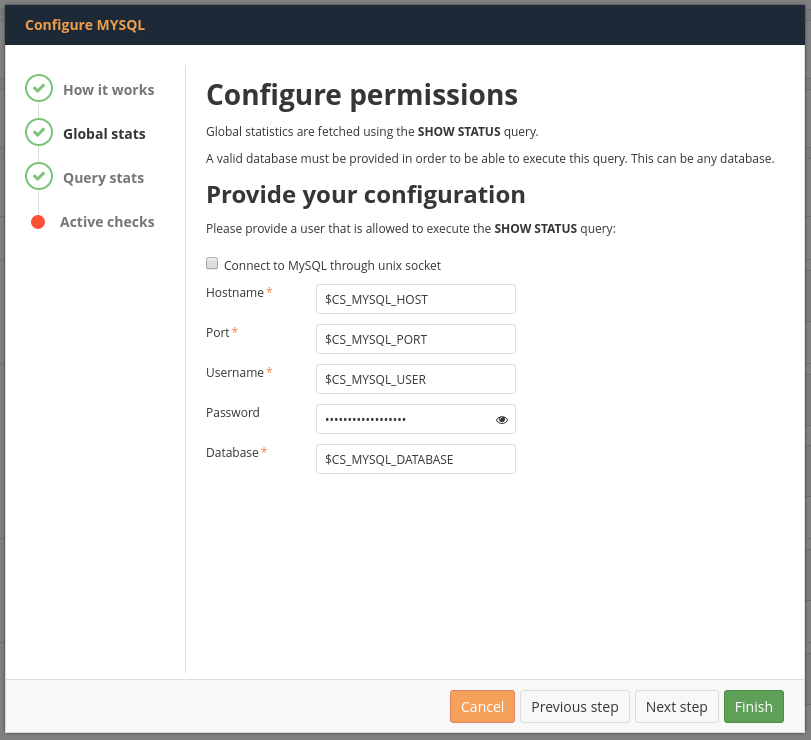 Configure MYSQL
How it works
Global stats
Query stats
Active checks
Configure permissions
Global statistics are fetched using the SHOW STATUS query.
A valid database must be provided in order to be able to execute this query. This can be any database.
Provide your configuration
Please provide a user that is allowed to execute the SHOW STATUS query:
Connect to MySQL through unix socket
Hostname* $CS_MYSQL_HOST
Port* $CS_MYSQL_PORT
Username* $CS_MYSQL_USER
Password ••••••••••••••••••
Database* $CS_MYSQL_DATABASE
Cancel Previous step Next step Finish